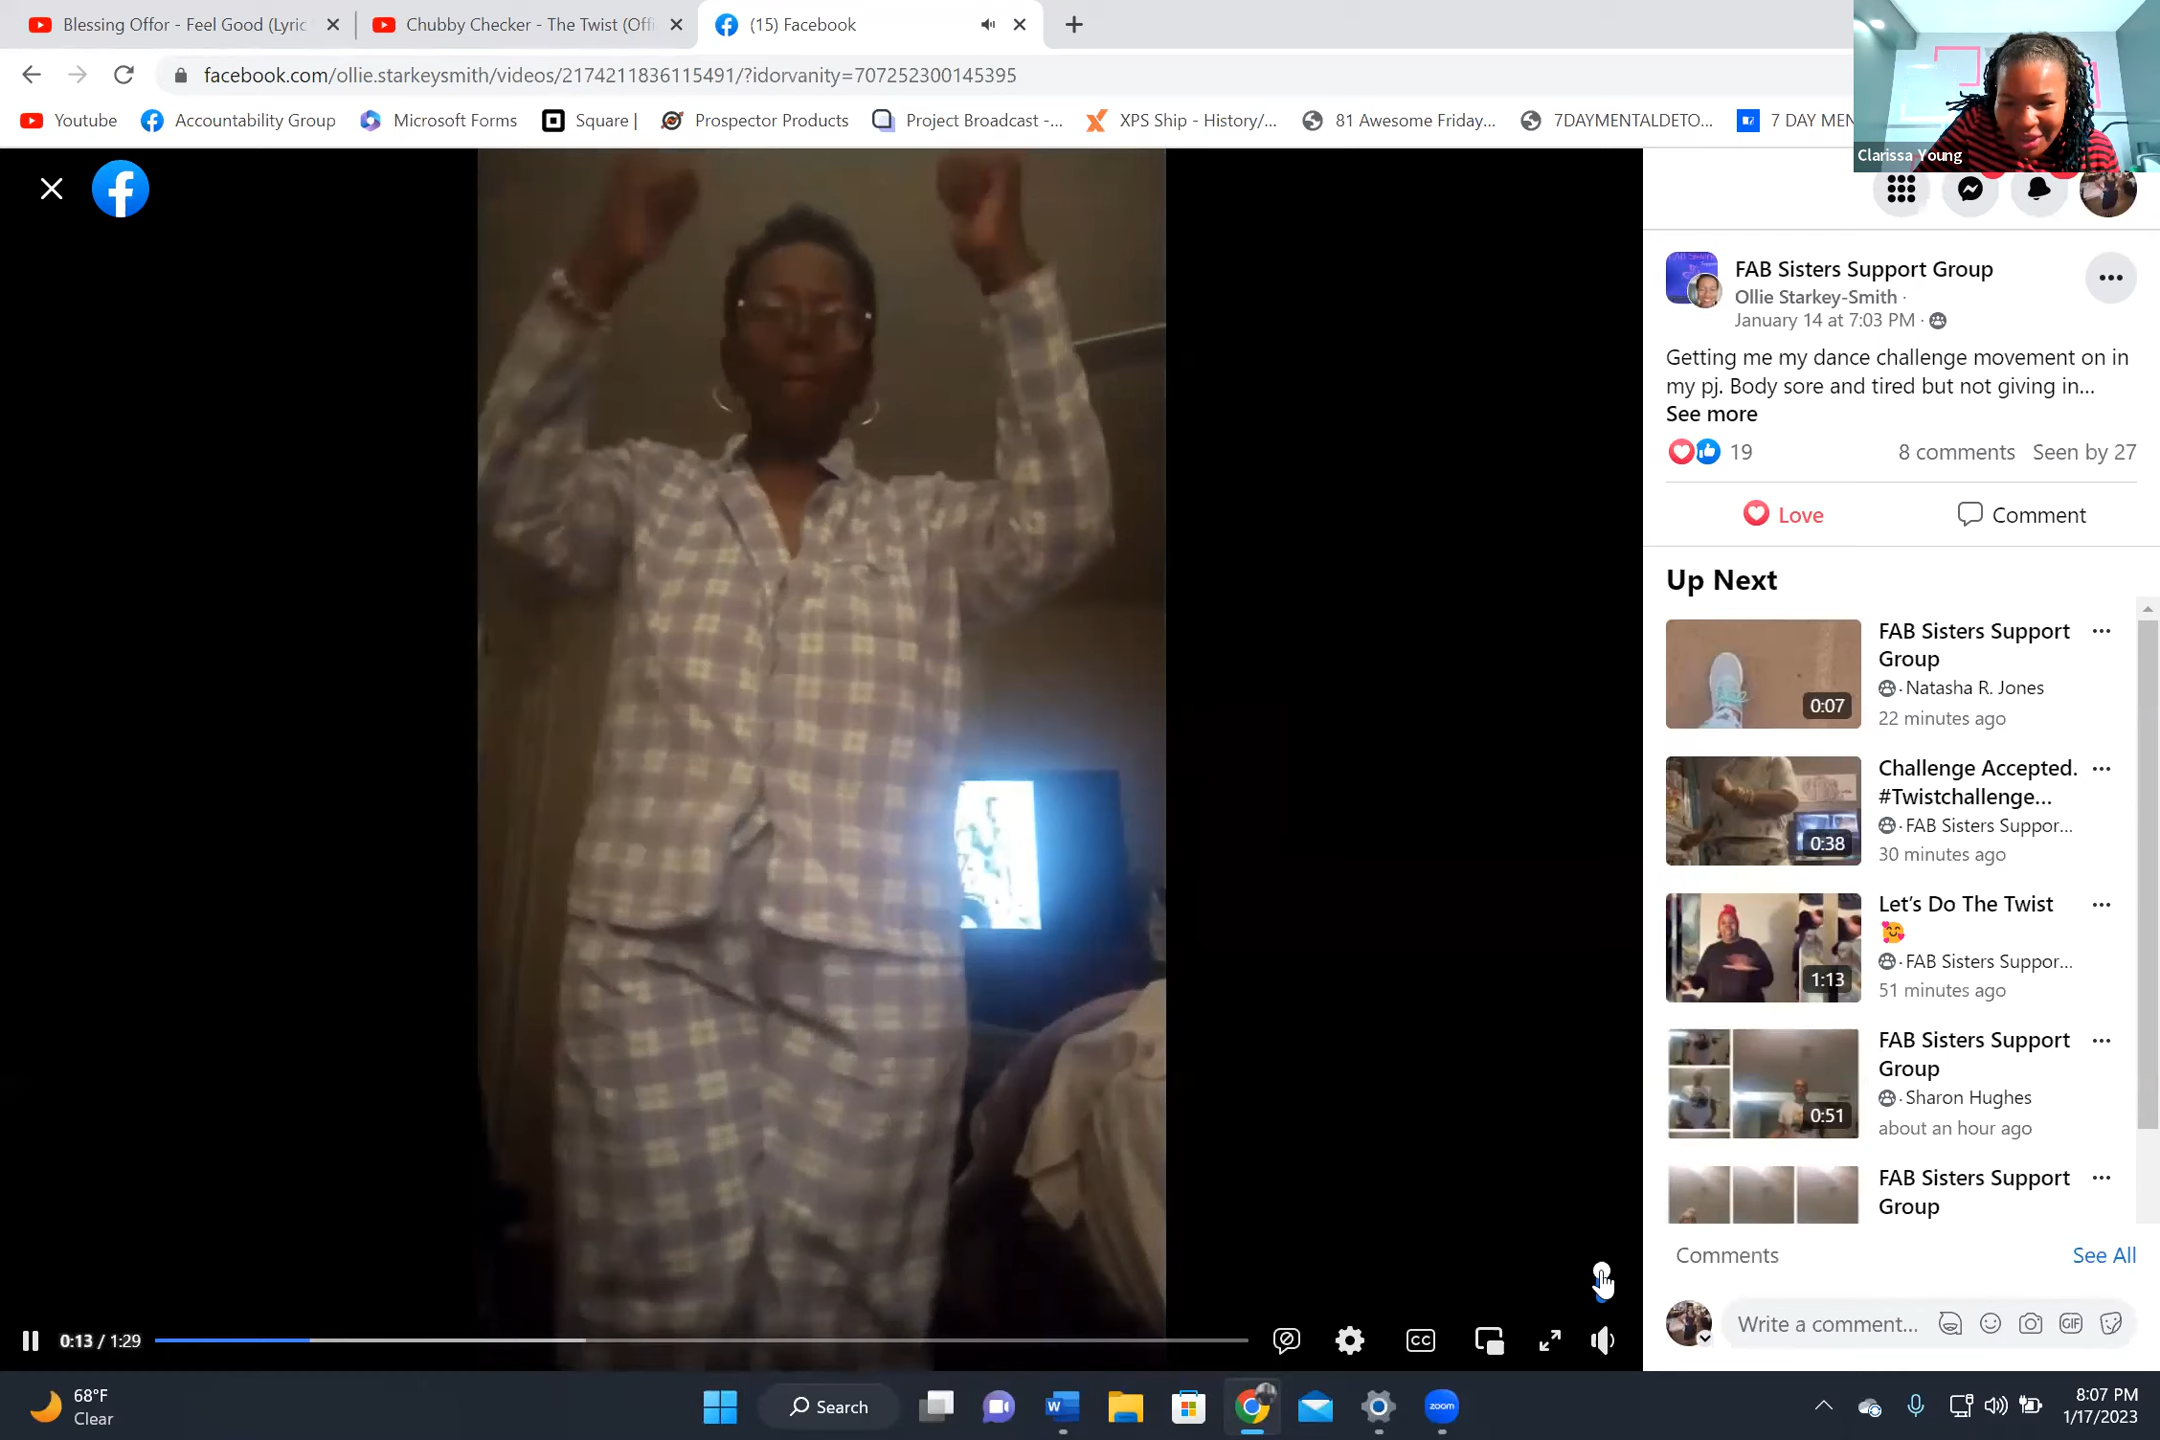 Blessing Offor - Feel Good (Lyric
Chubby Checker - The Twist (Offi
(15) Facebook
facebook.com/ollie.starkeysmith/videos/2174211836115491/?idorvanity=707252300145395
Youtube
Accountability Group
Microsoft Forms
Square |
Prospector Products
Project Broadcast -...
XPS Ship - History/...
81 Awesome Friday...
7DAYMENTALDETO...
7 DAY MEN
Clarissa Young
FAB Sisters Support Group
Ollie Starkey-Smith ·
January 14 at 7:03 PM ·
Getting me my dance challenge movement on in
my pj. Body sore and tired but not giving in...
See more
19
8 comments
Seen by 27
Love
Comment
Up Next
FAB Sisters Support
Group
· Natasha R. Jones
22 minutes ago
0:07
Challenge Accepted.
#Twistchallenge...
· FAB Sisters Suppor...
30 minutes ago
0:38
Let's Do The Twist
🥰
· FAB Sisters Suppor...
51 minutes ago
1:13
FAB Sisters Support
Group
· Sharon Hughes
about an hour ago
0:51
FAB Sisters Support
Group
Comments
See All
Write a comment...
GIF
0:13 / 1:29
CC
68°F
Clear
Search
W
zoom
8:07 PM
1/17/2023